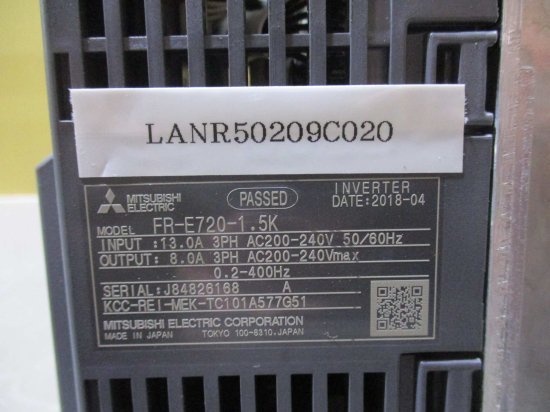 LANR50209C020
MITSUBISHI ELECTRIC PASSED INVERTER DATE:2018-04
MODEL FR-E720-1.5K
INPUT :13.0A 3PH AC200-240V 50/60Hz
OUTPUT: 8.0A 3PH AC200-240Vmax
0.2-400Hz
SERIAL:J84826168 A
KCC-REI-MEK-TC101A577G51
MITSUBISHI ELECTRIC CORPORATION
MADE IN JAPAN TOKYO 100-8310,JAPAN